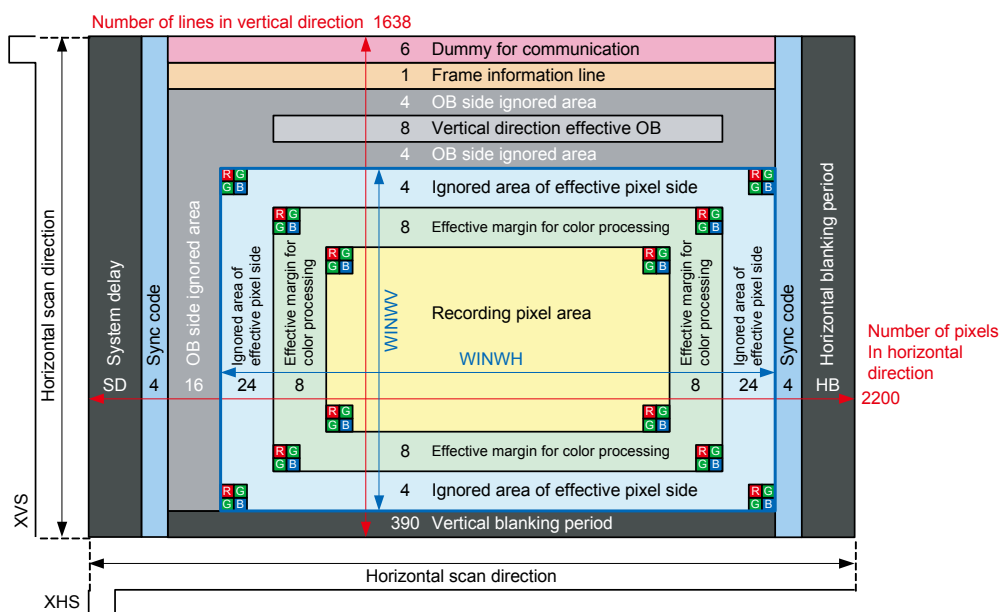 Number of lines in vertical direction 1638
6 Dummy for communication
1 Frame information line
4 OB side ignored area
8 Vertical direction effective OB
4 OB side ignored area
R G
G B
R G
G B
4 Ignored area of effective pixel side
R G
G B
R G
G B
8 Effective margin for color processing
R G
G B
R G
G B
Horizontal scan direction
System delay
SD
Sync code
4
OB side ignored area
16
Ignored area of
effective pixel side
24
Effective margin for
color processing
8
Recording pixel area
WINWV
WINWH
Effective margin for
color processing
8
Ignored area of
effective pixel side
24
Sync code
4
Horizontal blanking period
HB
Number of pixels
In horizontal
direction
2200
R G
G B
R G
G B
8 Effective margin for color processing
R G
G B
R G
G B
4 Ignored area of effective pixel side
R G
G B
R G
G B
390 Vertical blanking period
XVS
Horizontal scan direction
XHS